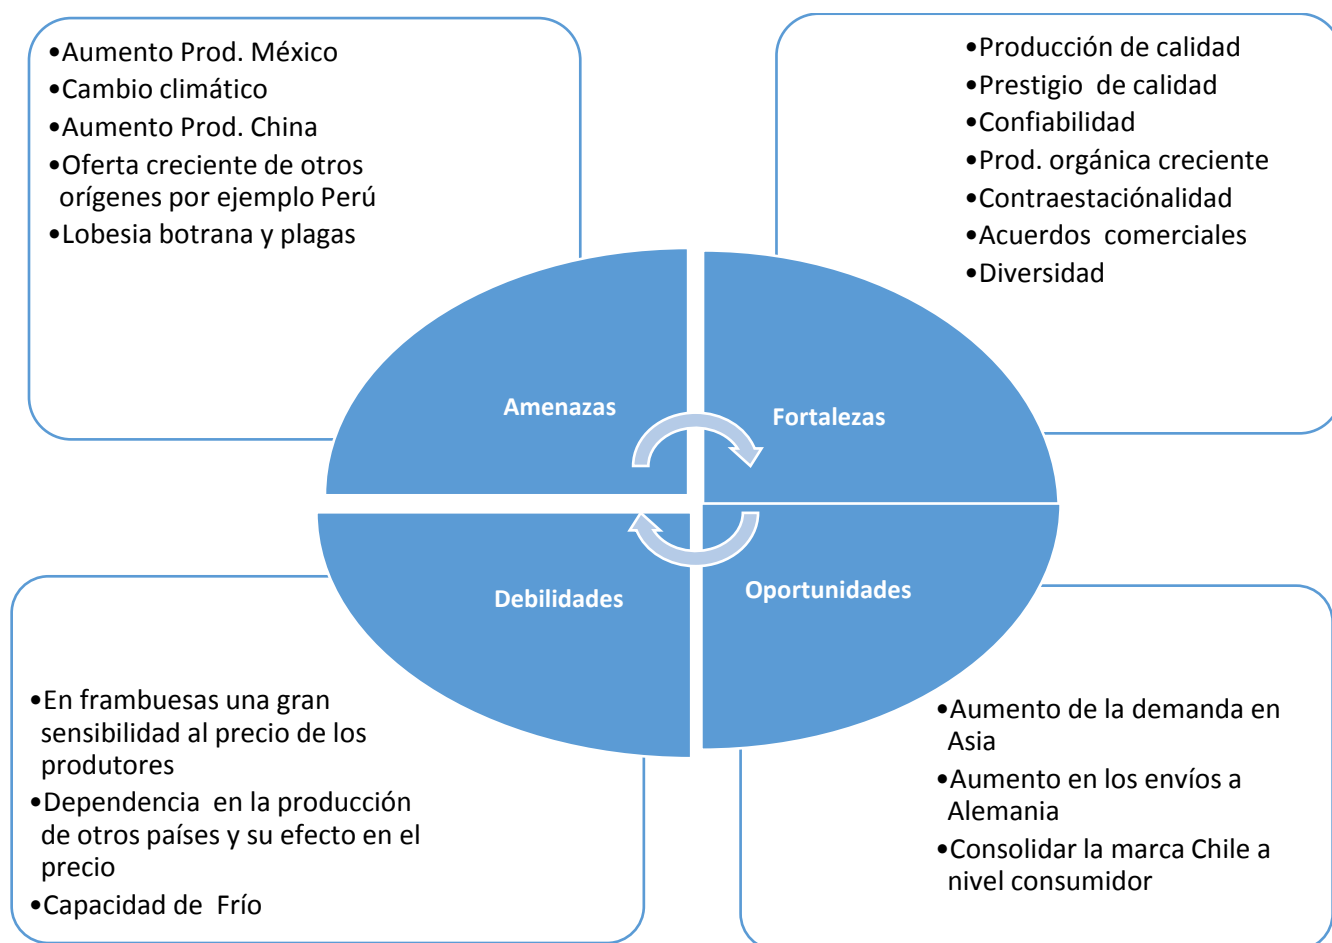 •Aumento Prod. México
•Cambio climático
•Aumento Prod. China
•Oferta creciente de otros
orígenes por ejemplo Perú
•Lobesia botrana y plagas
•Producción de calidad
•Prestigio de calidad
•Confiabilidad
•Prod. orgánica creciente
•Contraestaciónalidad
•Acuerdos comerciales
•Diversidad
Amenazas
Fortalezas
Debilidades
Oportunidades
•En frambuesas una gran
sensibilidad al precio de los
produtores
•Dependencia en la producción
de otros países y su efecto en el
precio
•Capacidad de Frío
•Aumento de la demanda en
Asia
•Aumento en los envíos a
Alemania
•Consolidar la marca Chile a
nivel consumidor